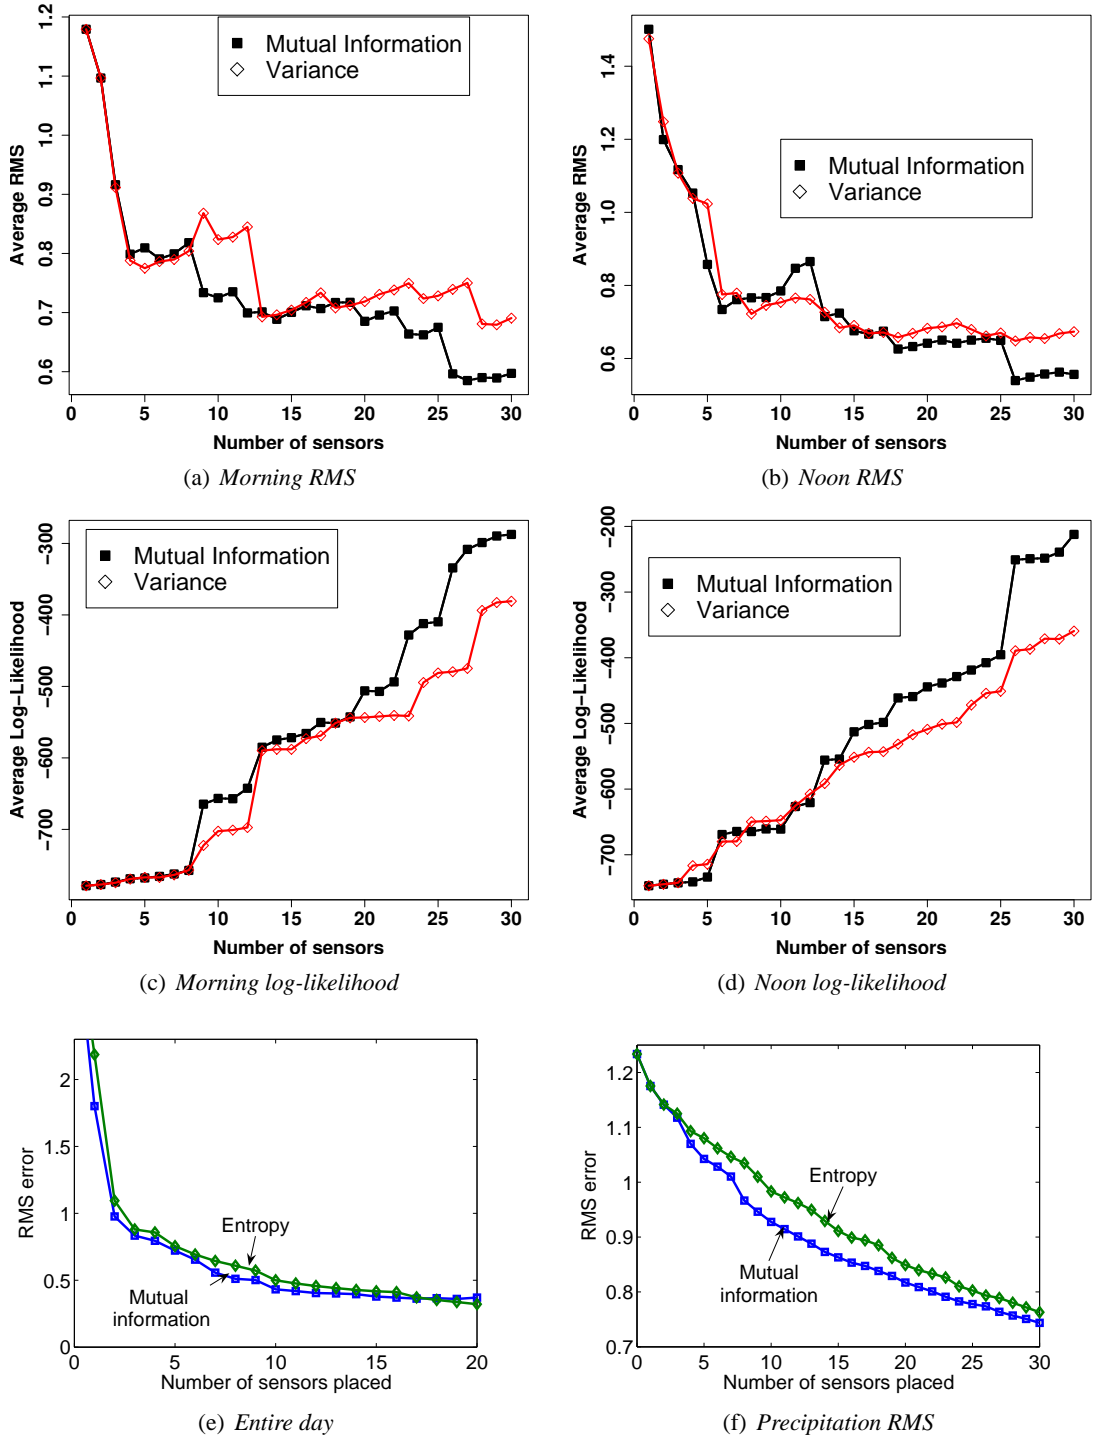 Mutual Information
Variance
Average RMS
0.6 0.7 0.8 0.9 1.0 1.1 1.2
0 5 10 15 20 25 30
Number of sensors
(a) Morning RMS
Mutual Information
Variance
Average RMS
0.6 0.8 1.0 1.2 1.4
0 5 10 15 20 25 30
Number of sensors
(b) Noon RMS
Mutual Information
Variance
Average Log–Likelihood
−700 −600 −500 −400 −300
0 5 10 15 20 25 30
Number of sensors
(c) Morning log-likelihood
Mutual Information
Variance
Average Log–Likelihood
−700 −600 −500 −400 −300 −200
0 5 10 15 20 25 30
Number of sensors
(d) Noon log-likelihood
RMS error
2
1.5
1
0.5
0
Entropy
Mutual
information
0 5 10 15 20
Number of sensors placed
(e) Entire day
RMS error
1.2
1.1
1
0.9
0.8
0.7
Entropy
Mutual
information
0 5 10 15 20 25 30
Number of sensors placed
(f) Precipitation RMS